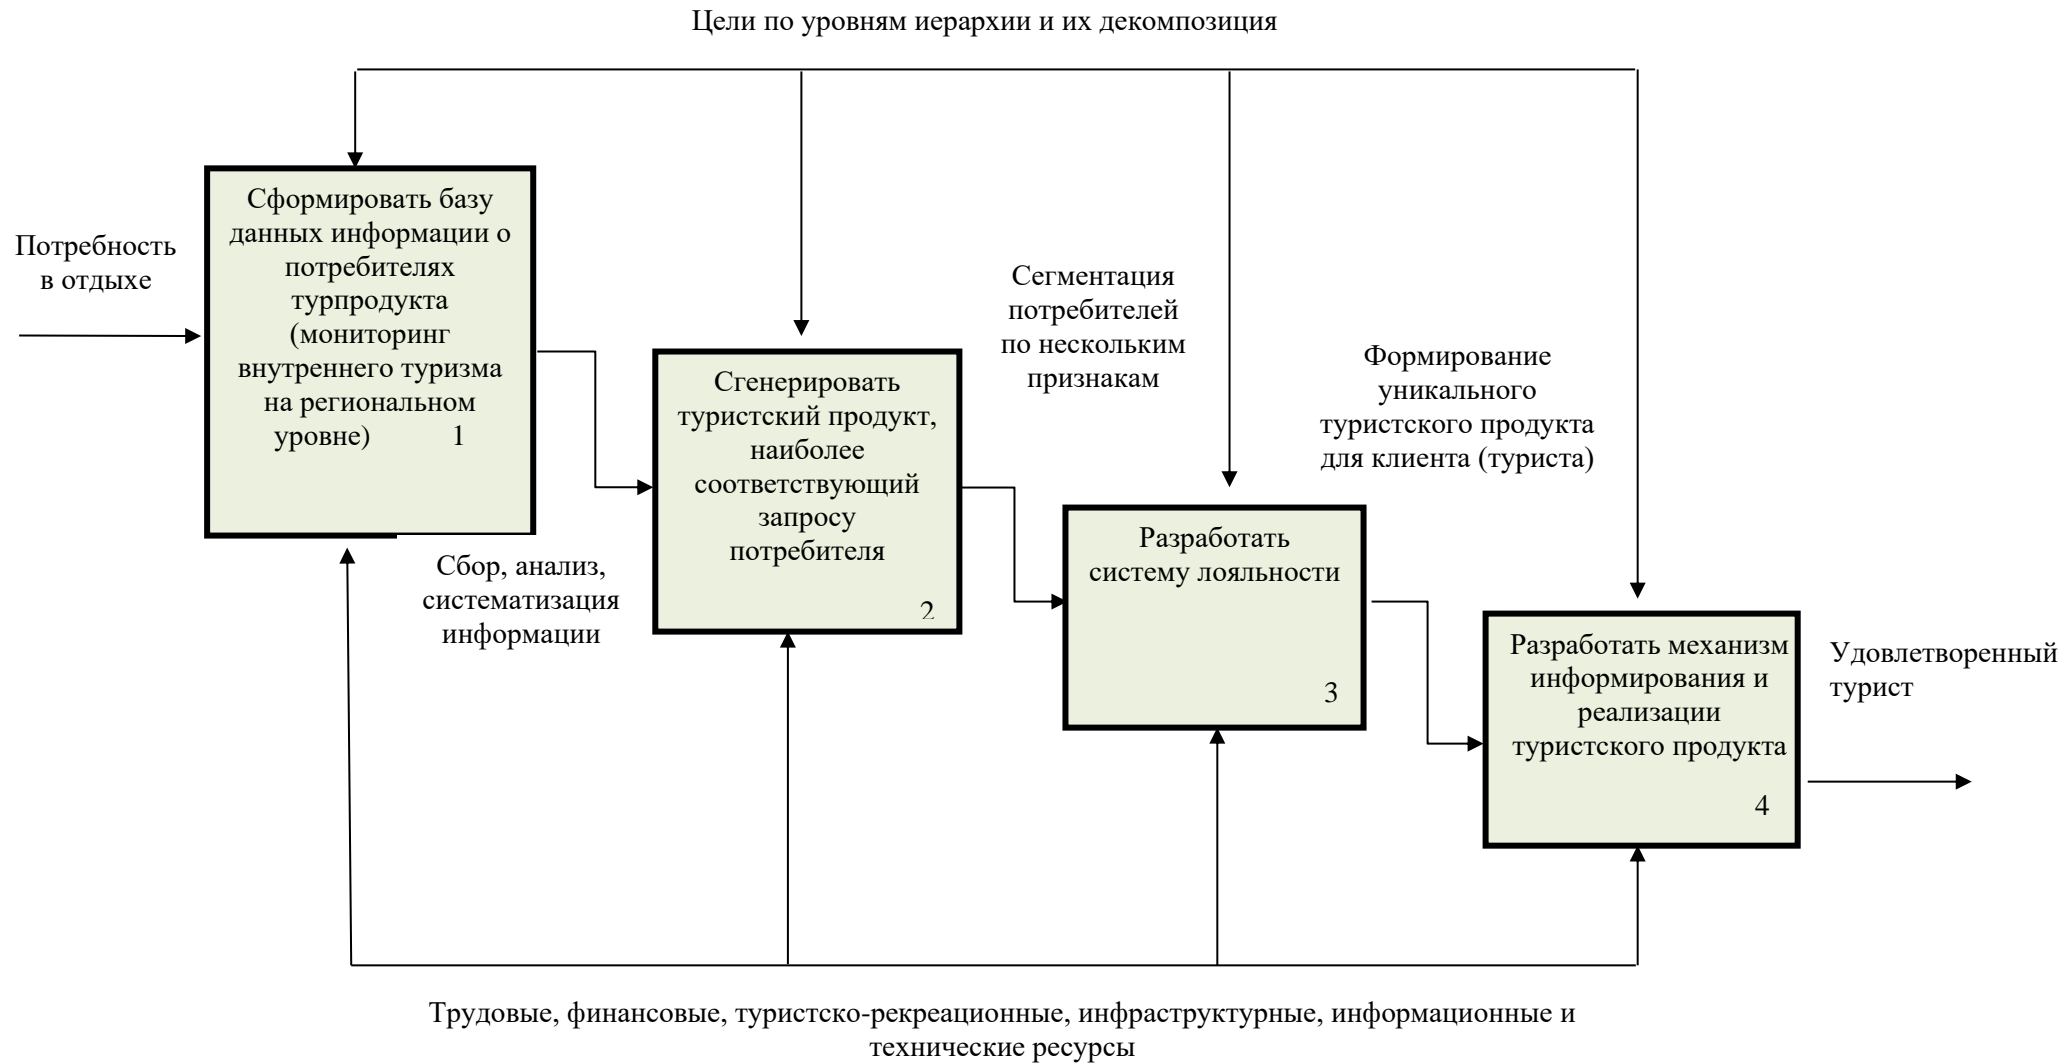 Цели по уровням иерархии и их декомпозиция
Потребность
в отдыхе
Сформировать базу
данных информации о
потребителях
турпродукта
(мониторинг
внутреннего туризма
на региональном
уровне) 1
Сбор, анализ,
систематизация
информации
Сгенерировать
туристский продукт,
наиболее
соответствующий
запросу
потребителя
2
Сегментация
потребителей
по нескольким
признакам
Разработать
систему лояльности
3
Формирование
уникального
туристского продукта
для клиента (туриста)
Разработать механизм
информирования и
реализации
туристского продукта
4
Удовлетворенный
турист
Трудовые, финансовые, туристско-рекреационные, инфраструктурные, информационные и
технические ресурсы